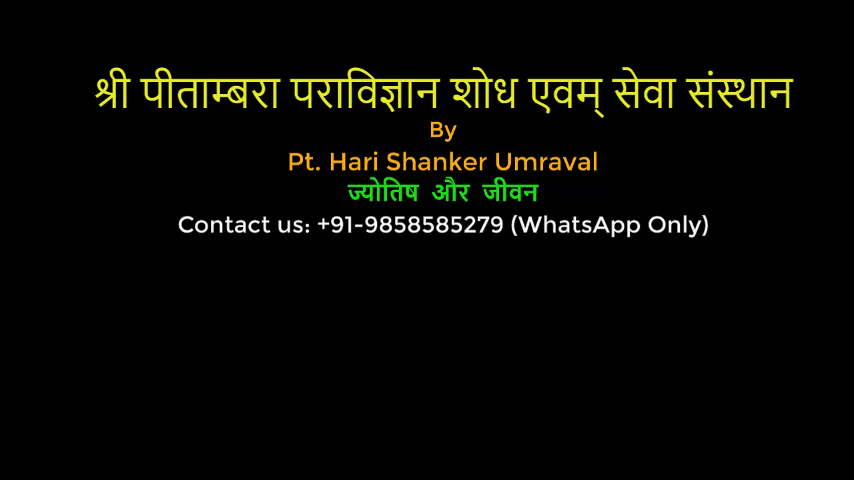 श्री पीताम्बरा पराविज्ञान शोध एवम् सेवा संस्थान
By
Pt. Hari Shanker Umraval
ज्योतिष और जीवन
Contact us: +91-9858585279 (WhatsApp Only)